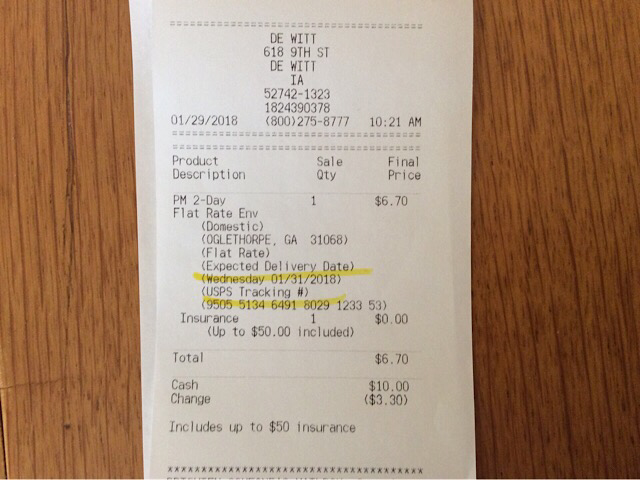 DE WITT
618 9TH ST
DE WITT
IA
52742-1323
1824390378
01/29/2018 (800)275-8777 10:21 AM
Product Sale Final
Description Qty Price
PM 2-Day 1 $6.70
Flat Rate Env
(Domestic)
(OGLETHORPE, GA 31068)
(Flat Rate)
(Expected Delivery Date)
(Wednesday 01/31/2018)
(USPS Tracking #)
(9505 5134 6491 8029 1233 53)
Insurance 1 $0.00
(Up to $50.00 included)
Total $6.70
Cash $10.00
Change ($3.30)
Includes up to $50 insurance